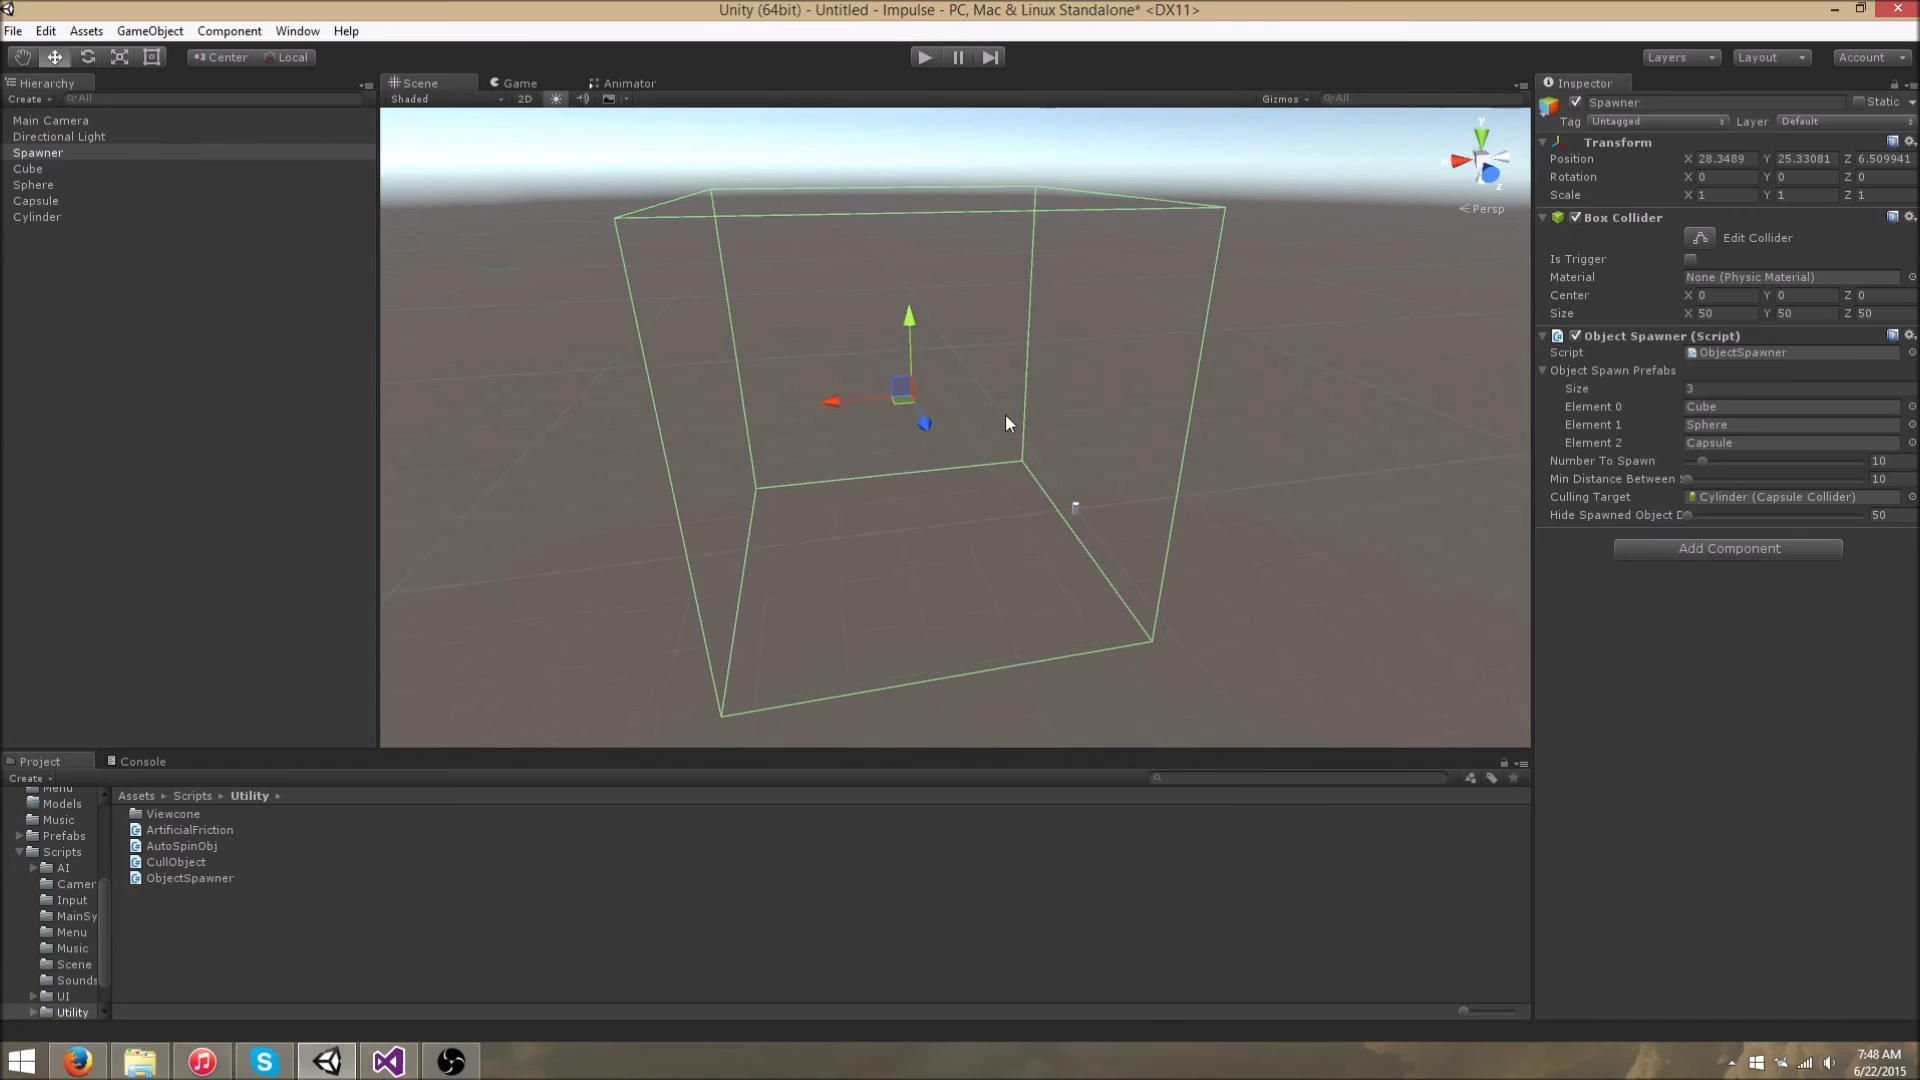 Unity (64bit) - Untitled - Impulse - PC, Mac & Linux Standalone* <DX11>
File Edit Assets GameObject Component Window Help
Center Local
Layers Layout Account
Hierarchy
Create All
Main Camera
Directional Light
Spawner
Cube
Sphere
Capsule
Cylinder
Scene Game Animator
Shaded 2D Gizmos All
y
z
Persp
Inspector
Spawner Static
Tag Untagged Layer Default
Transform
Position X 28.3489 Y 25.33081 Z 6.509941
Rotation X 0 Y 0 Z 0
Scale X 1 Y 1 Z 1
Box Collider
Edit Collider
Is Trigger
Material None (Physic Material)
Center X 0 Y 0 Z 0
Size X 50 Y 50 Z 50
Object Spawner (Script)
Script ObjectSpawner
Object Spawn Prefabs
Size 3
Element 0 Cube
Element 1 Sphere
Element 2 Capsule
Number To Spawn 10
Min Distance Between 10
Culling Target Cylinder (Capsule Collider)
Hide Spawned Object D 50
Add Component
Project Console
Create
Menu
Models
Music
Prefabs
Scripts
AI
Camer
Input
MainSy
Menu
Music
Scene
Sounds
UI
Utility
Assets Scripts Utility
Viewcone
ArtificialFriction
AutoSpinObj
CullObject
ObjectSpawner
7:48 AM
6/22/2015